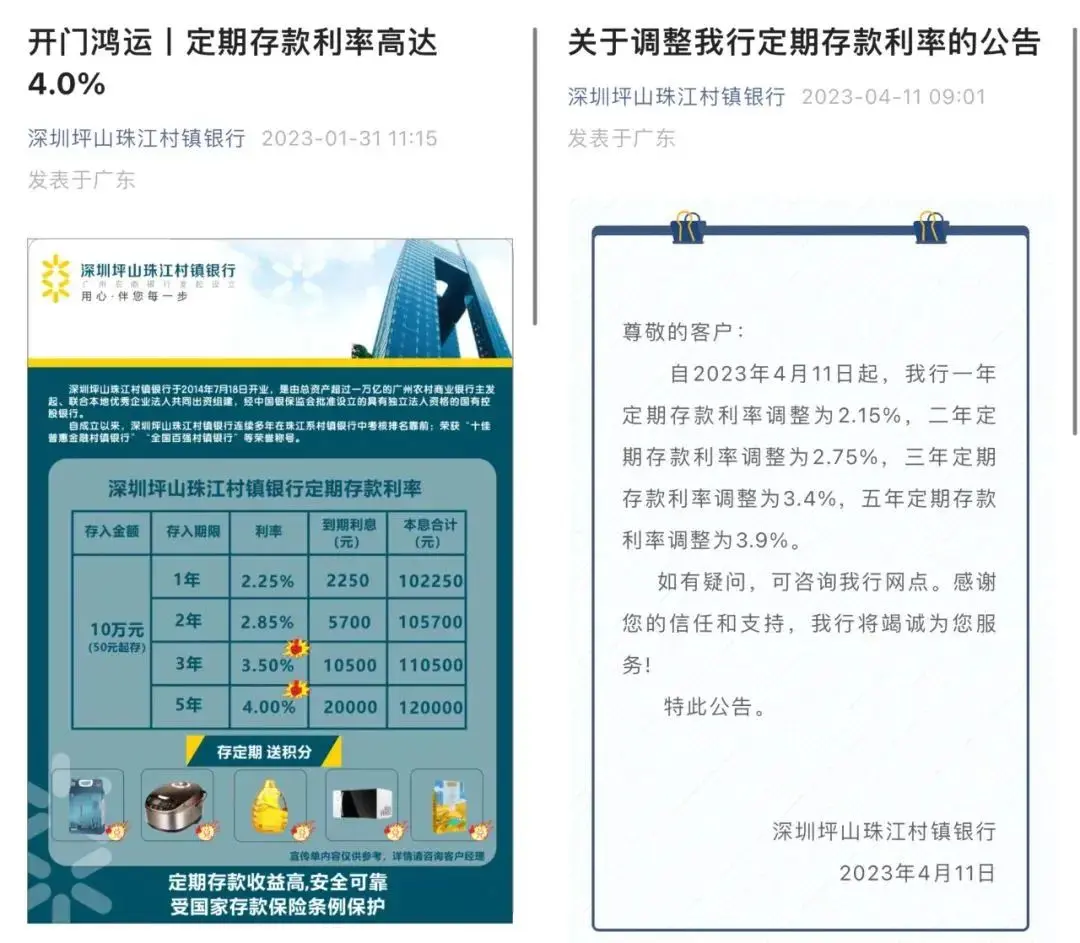 开门鸿运丨定期存款利率高达
4.0%
深圳坪山珠江村镇银行 2023-01-31 11:15
发表于广东
深圳坪山珠江村镇银行
广州农商银行发起设立
用心·伴您每一步
深圳坪山珠江村镇银行于2014年7月18日开业，是由总资产超过一万亿的广州农村商业银行主发
起、联合本地优秀企业法人共同出资组建，经中国银保监会批准设立的具有独立法人资格的国有控
股银行。
自成立以来，深圳坪山珠江村镇银行连续多年在珠江系村镇银行中考核排名靠前；荣获“十佳
普惠金融村镇银行”“全国百强村镇银行”等荣誉称号。
深圳坪山珠江村镇银行定期存款利率
存入金额 存入期限 利率 到期利息(元) 本息合计(元)
10万元
(50元起存)
1年 2.25% 2250 102250
2年 2.85% 5700 105700
3年 3.50% 10500 110500
5年 4.00% 20000 120000
存定期 送积分
宣传单内容仅供参考，详情请咨询客户经理
定期存款收益高,安全可靠
受国家存款保险条例保护
关于调整我行定期存款利率的公告
深圳坪山珠江村镇银行 2023-04-11 09:01
发表于广东
尊敬的客户：
自2023年4月11日起，我行一年
定期存款利率调整为2.15%，二年定
期存款利率调整为2.75%，三年定期
存款利率调整为3.4%，五年定期存款
利率调整为3.9%。
如有疑问，可咨询我行网点。感谢
您的信任和支持，我行将竭诚为您服
务!
特此公告。
深圳坪山珠江村镇银行
2023年4月11日